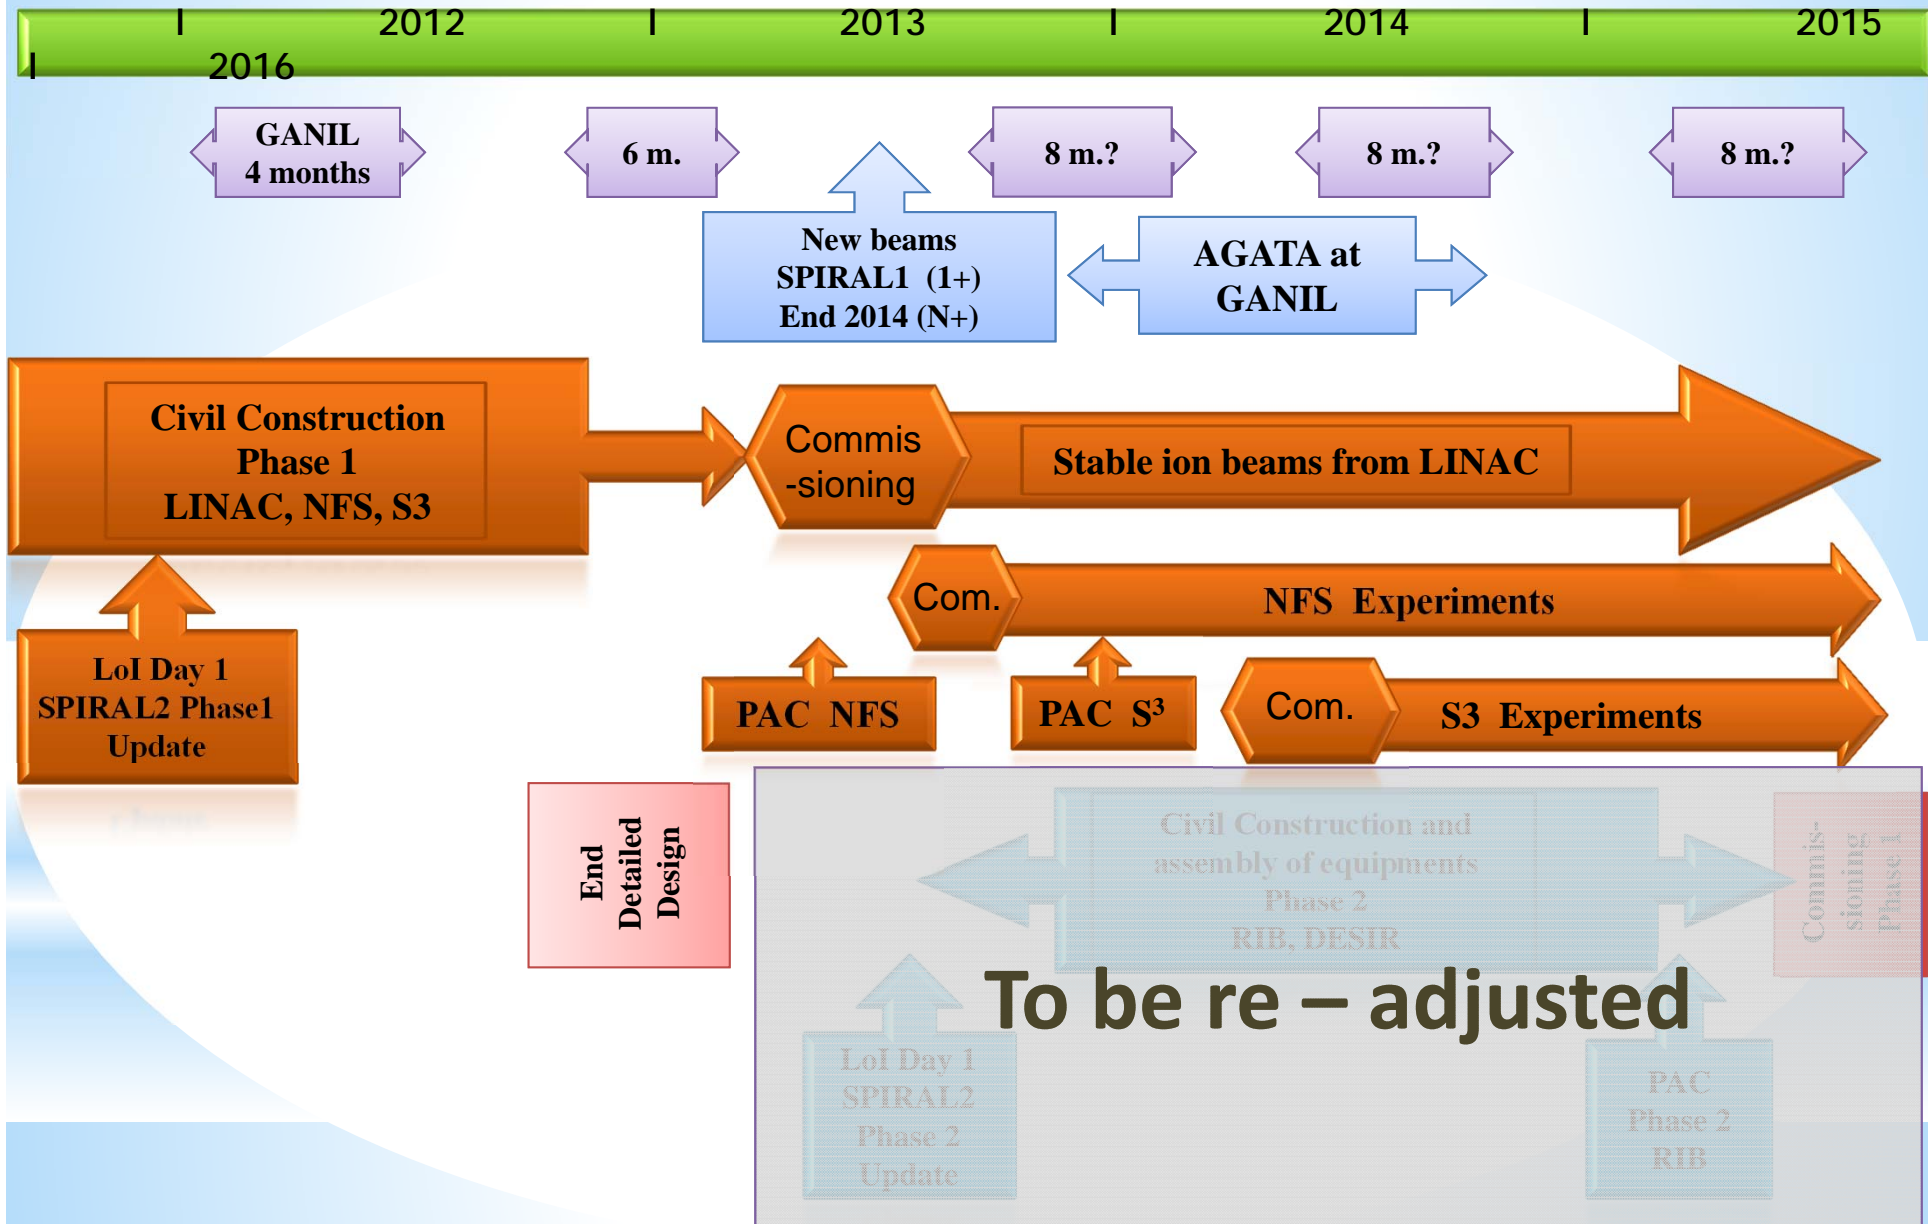 I 2012 I 2013 I 2014 I 2015
I 2016
GANIL
4 months
6 m.
8 m.?
8 m.?
8 m.?
New beams
SPIRAL1 (1+)
End 2014 (N+)
AGATA at
GANIL
Civil Construction
Phase 1
LINAC, NFS, S3
Commis
-sioning
Stable ion beams from LINAC
Com.
NFS Experiments
LoI Day 1
SPIRAL2 Phase1
Update
PAC NFS
PAC S³
Com.
S3 Experiments
End
Detailed
Design
Civil Construction and
assembly of equipments
Phase 2
RIB, DESIR
Commis-
sioning
Phase 1
To be re – adjusted
LoI Day 1
SPIRAL2
Phase 2
Update
PAC
Phase 2
RIB